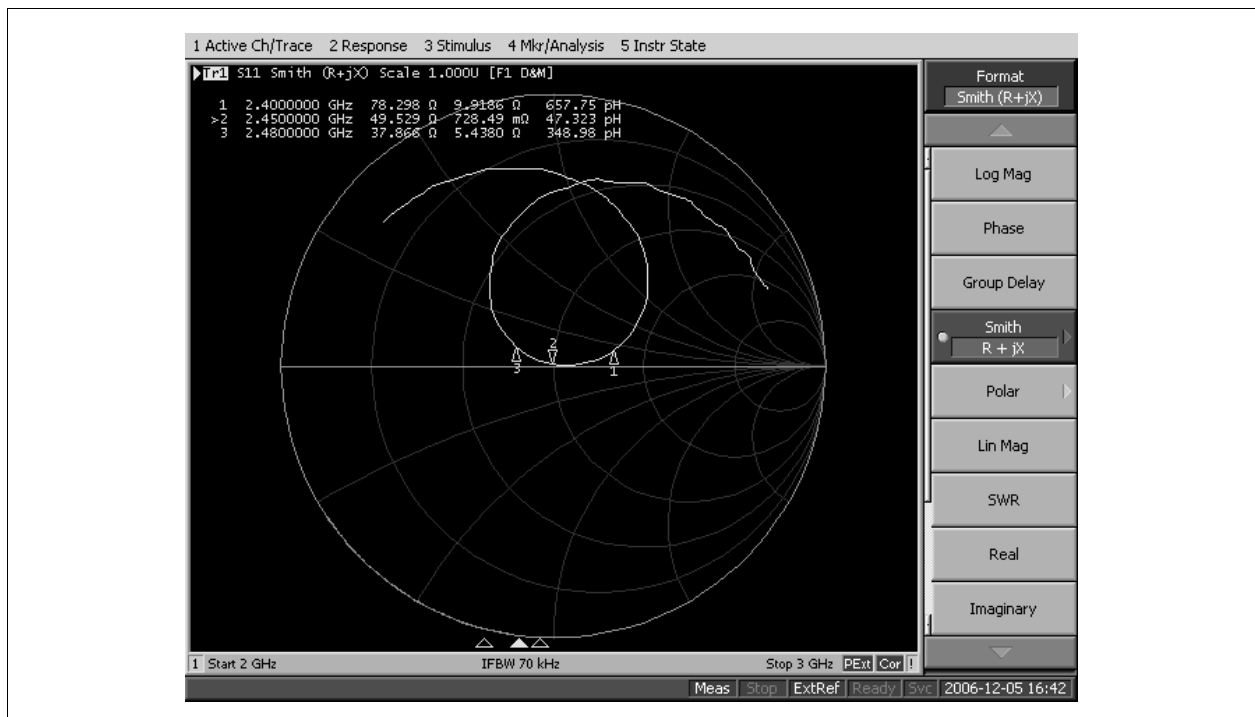 1 Active Ch/Trace 2 Response 3 Stimulus 4 Mkr/Analysis 5 Instr State
Tr1 S11 Smith (R+jX) Scale 1.000U [F1 D&M]
1 2.4000000 GHz 78.298 Ω 9.9186 Ω 657.75 pH
>2 2.4500000 GHz 49.529 Ω 728.49 mΩ 47.323 pH
3 2.4800000 GHz 37.866 Ω 5.4380 Ω 348.98 pH
2
3
1
1 Start 2 GHz IFBW 70 kHz Stop 3 GHz PExt Cor !
Format
Smith (R+jX)
Log Mag
Phase
Group Delay
Smith
R + jX
Polar
Lin Mag
SWR
Real
Imaginary
Meas Stop ExtRef Ready Svc 2006-12-05 16:42